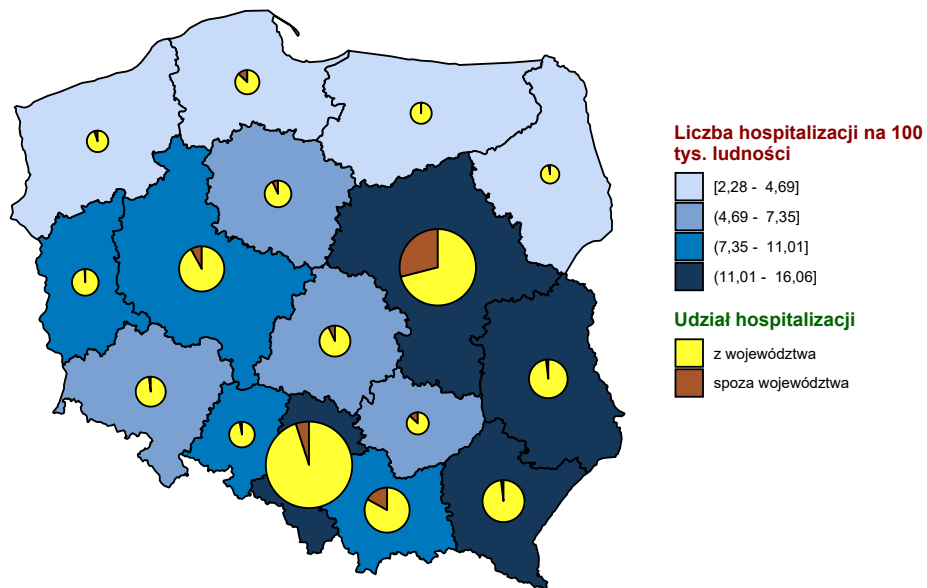 Liczba hospitalizacji na 100
tys. ludności
[2,28 - 4,69]
(4,69 - 7,35]
(7,35 - 11,01]
(11,01 - 16,06]
Udział hospitalizacji
z województwa
spoza województwa